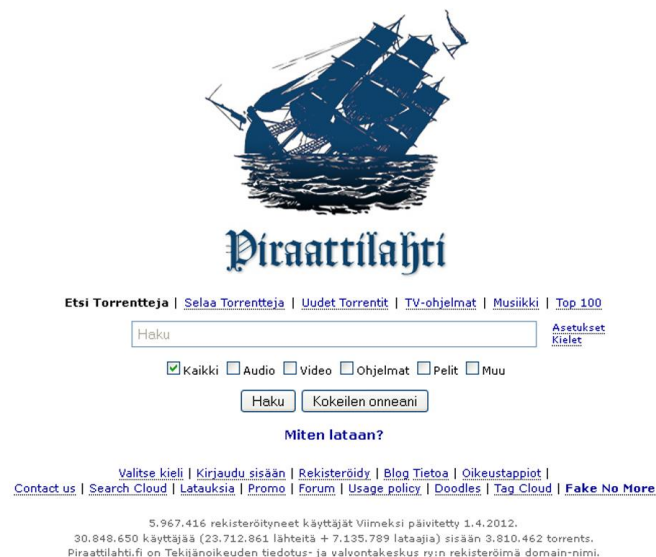 Piraattilahti
Etsi Torrentteja | Selaa Torrentteja | Uudet Torrentit | TV-ohjelmat | Musiikki | Top 100
Haku
Asetukset
Kielet
Kaikki Audio Video Ohjelmat Pelit Muu
Haku Kokeilen onneani
Miten lataan?
Valitse kieli | Kirjaudu sisään | Rekisteröidy | Blog Tietoa | Oikeustappiot |
Contact us | Search Cloud | Latauksia | Promo | Forum | Usage policy | Doodles | Tag Cloud | Fake No More
5.967.416 rekisteröityneet käyttäjät Viimeksi päivitetty 1.4.2012.
30.848.650 käyttäjää (23.712.861 lähteitä + 7.135.789 lataajia) sisään 3.810.462 torrents.
Piraattilahti.fi on Tekijänoikeuden tiedotus- ja valvontakeskus ry:n rekisteröimä domain-nimi.